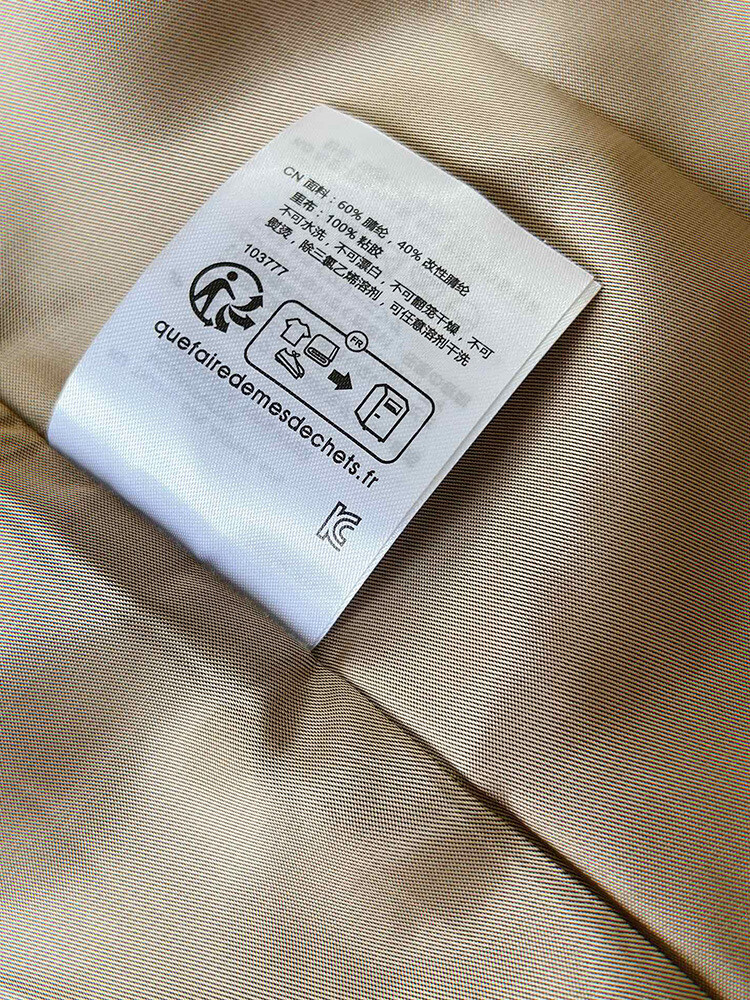 CN 面料：60% 腈纶，40% 改性腈纶
里布：100% 粘胶
不可水洗，不可漂白，不可翻笼干燥，不可
熨烫，除三氯乙烯溶剂，可任意溶剂干洗
103777
FR
quefairedemesdechets.fr
KC